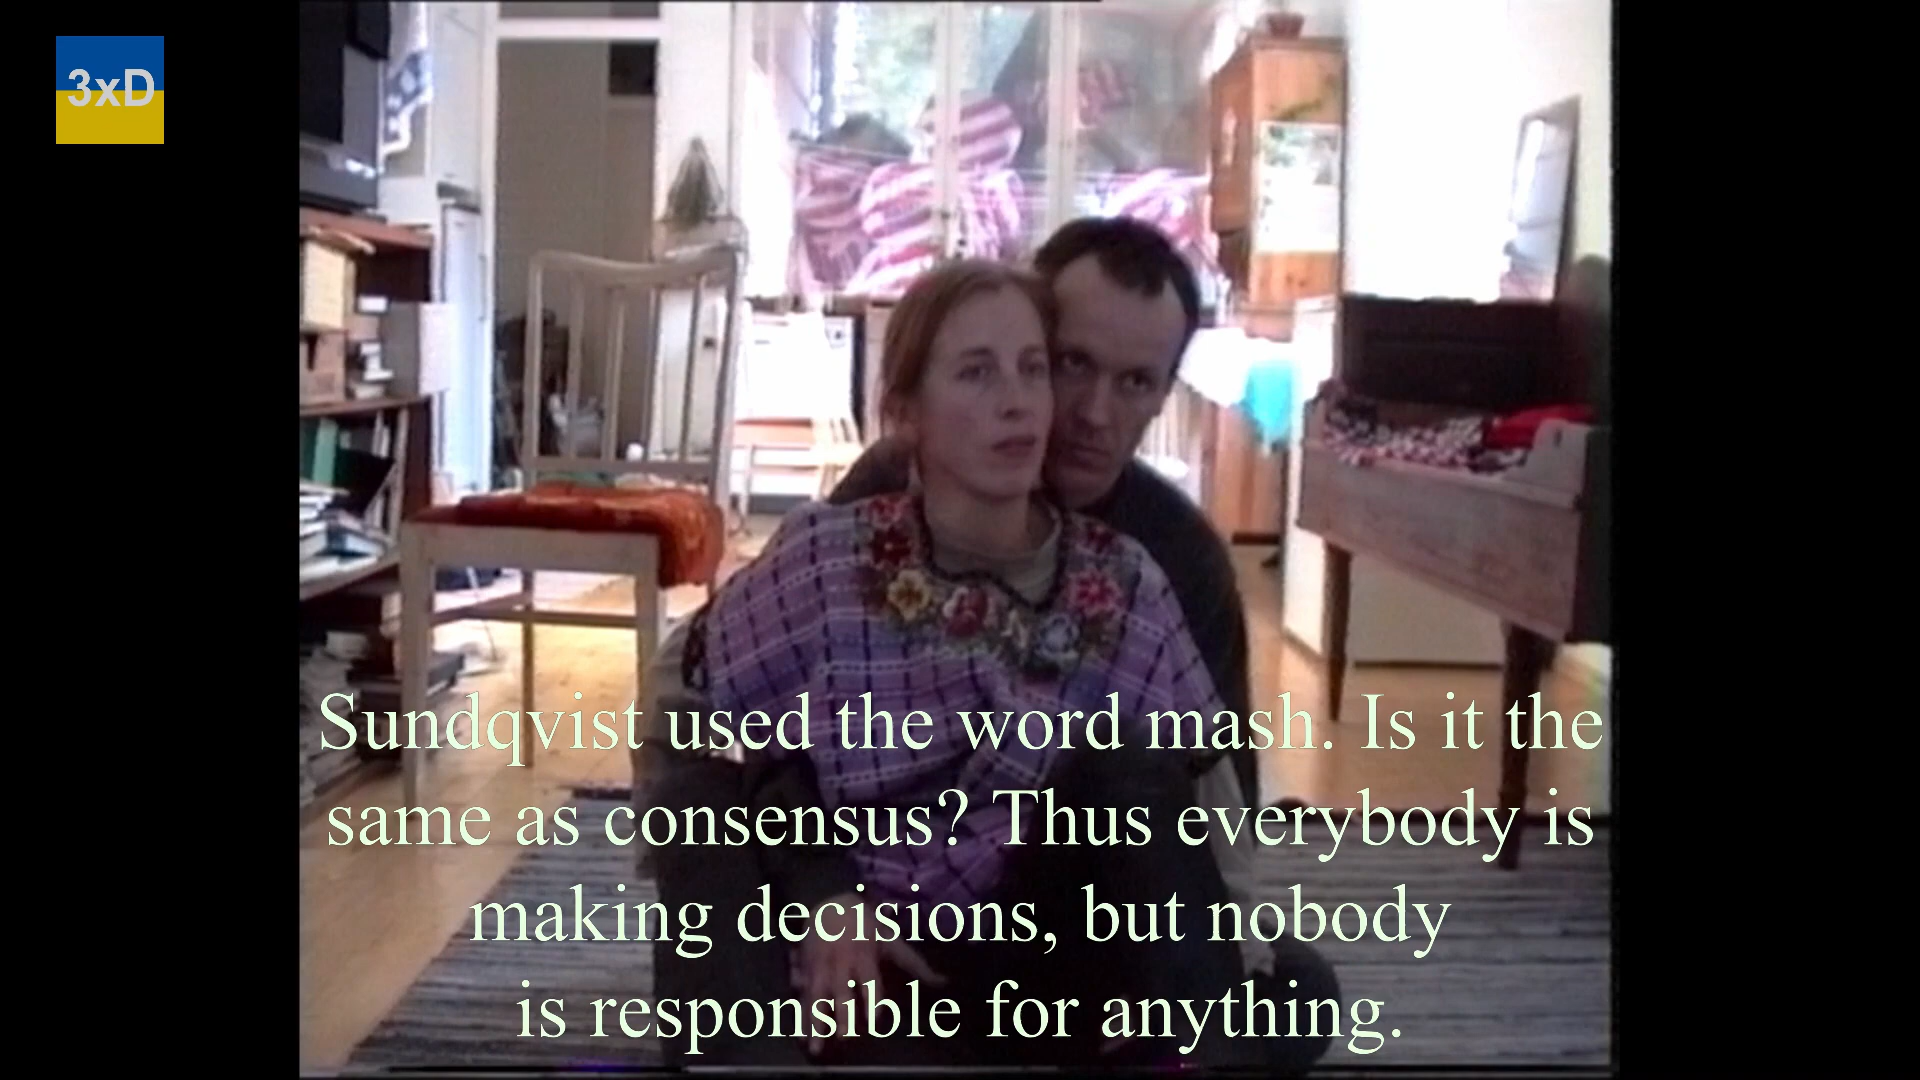 3xD
Sundqvist used the word mash. Is it the
same as consensus? Thus everybody is
making decisions, but nobody
is responsible for anything.